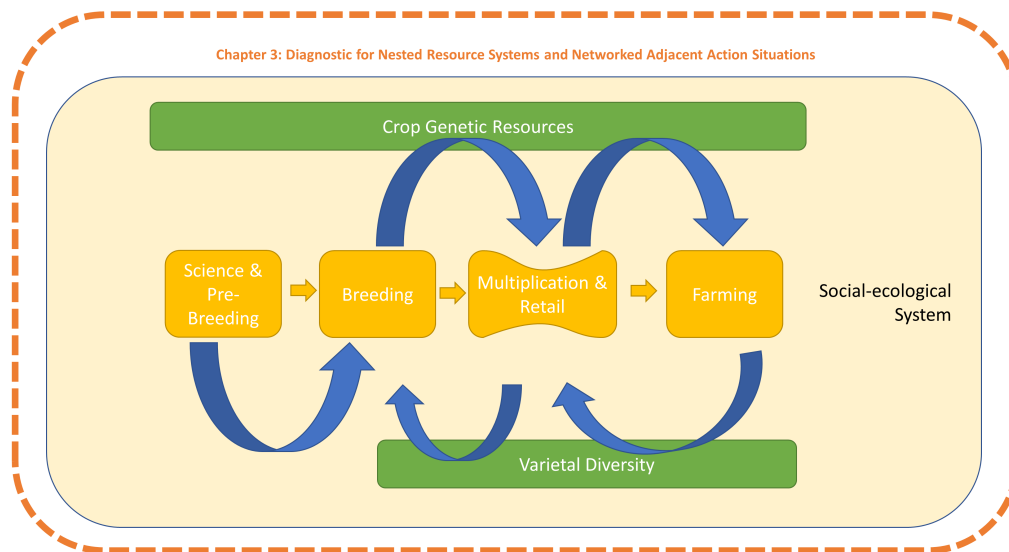 Chapter 3: Diagnostic for Nested Resource Systems and Networked Adjacent Action Situations
Crop Genetic Resources
Science &
Pre-
Breeding
Breeding
Multiplication &
Retail
Farming
Social-ecological
System
Varietal Diversity